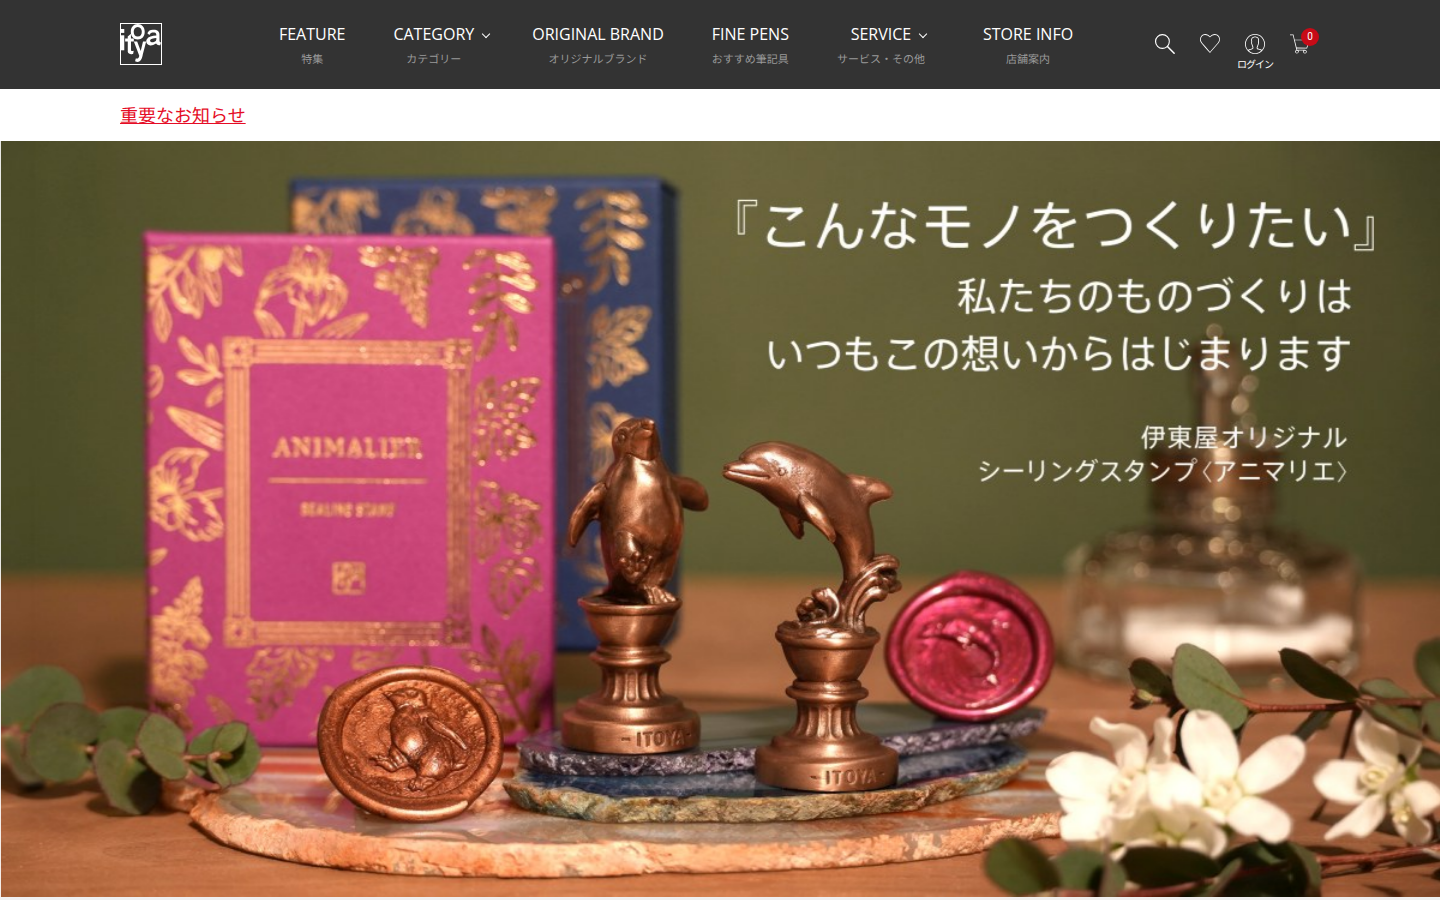 itoya
FEATURE
特集
CATEGORY
カテゴリー
ORIGINAL BRAND
オリジナルブランド
FINE PENS
おすすめ筆記具
SERVICE
サービス・その他
STORE INFO
店舗案内
ログイン
0
重要なお知らせ
『こんなモノをつくりたい』
私たちのものづくりは
いつもこの想いからはじまります
伊東屋オリジナル
シーリングスタンプ〈アニマリエ〉
ANIMALIER
SEALING STAMP
- ITOYA -
- ITOYA -